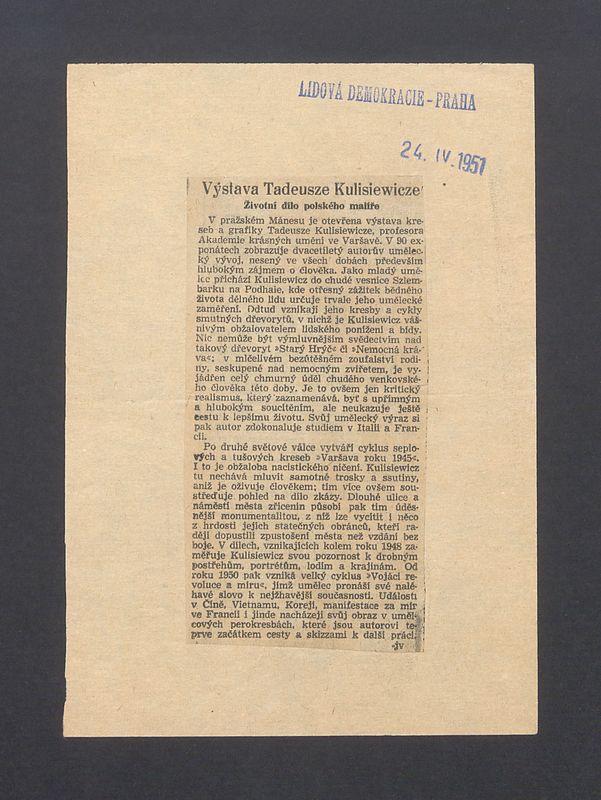 LIDOVÁ DEMOKRACIE - PRAHA
24. IV. 1951
Výstava Tadeusze Kulisiewicze
Životní dílo polského malíře
V pražském Mánesu je otevřena výstava kre-
seb a grafiky Tadeusze Kulisiewicze, profesora
Akademie krásných umění ve Varšavě. V 90 ex-
ponátech zobrazuje dvacetiletý autorův umělec-
ký vývoj, nesený ve všech dobách především
hlubokým zájmem o člověka. Jako mladý umě-
lec přichází Kulisiewicz do chudé vesnice Szlem-
barku na Podhale, kde otřesný zážitek bědného
života dělného lidu určuje trvale jeho umělecké
zaměření. Odtud vznikají jeho kresby a cykly
smutných dřevorytů, v nichž je Kulisiewicz váš-
nivým obžalovatelem lidského ponížení a bídy.
Nic nemůže být výmluvnějším svědectvím nad
takový dřevoryt »Starý Hryč« či »Nemocná krá-
va«; v mlčelivém bezútěšném zoufalství rodi-
ny, seskupené nad nemocným zvířetem, je vy-
jádřen celý chmurný úděl chudého venkovské-
ho člověka této doby. Je to ovšem jen kritický
realismus, který zaznamenává, byť s upřímným
a hlubokým soucitěním, ale neukazuje ještě
cestu k lepšímu životu. Svůj umělecký výraz si
pak autor zdokonaluje studiem v Italii a Fran-
cii.
Po druhé světové válce vytváří cyklus sepio-
vých a tušových kreseb »Varšava roku 1945«.
I to je obžaloba nacistického ničení. Kulisiewicz
tu nechává mluvit samotné trosky a ssutiny,
aniž je oživuje člověkem; tím více ovšem sou-
střeďuje pohled na dílo zkázy. Dlouhé ulice a
náměstí města zřícenin působí pak tím úděs-
nější monumentalitou, z níž lze vycítit i něco
z hrdosti jejich statečných obránců, kteří ra-
ději dopustili zpustošení města než vzdání bez
boje. V dílech, vznikajících kolem roku 1948 za-
měřuje Kulisiewicz svou pozornost k drobným
postřehům, portrétům, lodím a krajinám. Od
roku 1950 pak vzniká velký cyklus »Vojáci re-
voluce a míru«, jímž umělec pronáší své nalé-
havé slovo k nejžhavější současnosti. Události
v Číně, Vietnamu, Koreji, manifestace za mír
ve Francii i jinde nacházejí svůj obraz v uměl-
cových perokresbách, které jsou autorovi te-
prve začátkem cesty a skizzami k další práci.
-jv